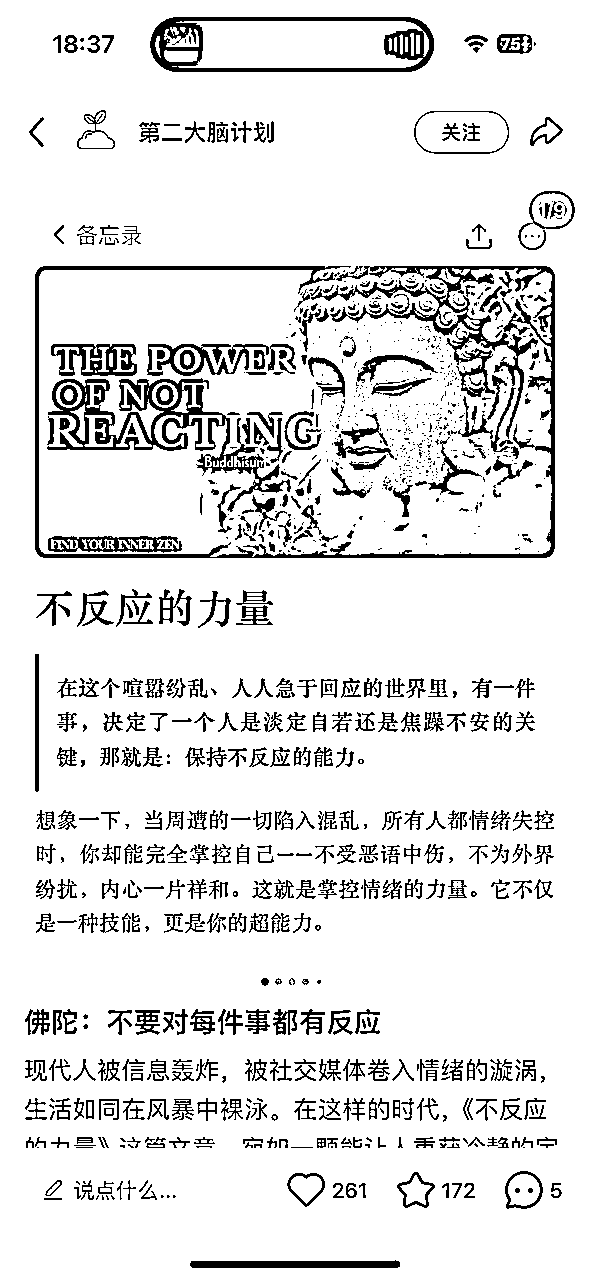 18:37
75
第二大脑计划
关注
1/9
备忘录
THE POWER
OF NOT
REACTING
Buddhism
FIND YOUR INNER ZEN
不反应的力量
在这个喧嚣纷乱、人人急于回应的世界里，有一件
事，决定了一个人是淡定自若还是焦躁不安的关
键，那就是：保持不反应的能力。
想象一下，当周遭的一切陷入混乱，所有人都情绪失控
时，你却能完全掌控自己——不受恶语中伤，不为外界
纷扰，内心一片祥和。这就是掌控情绪的力量。它不仅
是一种技能，更是你的超能力。
佛陀：不要对每件事都有反应
现代人被信息轰炸，被社交媒体卷入情绪的漩涡，
生活如同在风暴中裸泳。在这样的时代，《不反应
的力量》这篇文章，宛如一颗能让人重获冷静的
说点什么...
261
172
5